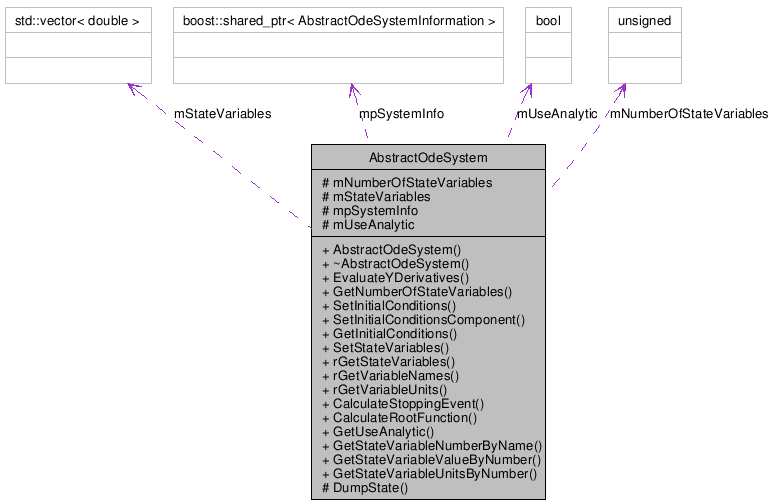 std::vector< double >
boost::shared_ptr< AbstractOdeSystemInformation >
bool
unsigned
mStateVariables
mpSystemInfo
mUseAnalytic
mNumberOfStateVariables
AbstractOdeSystem
# mNumberOfStateVariables
# mStateVariables
# mpSystemInfo
# mUseAnalytic
+ AbstractOdeSystem()
+ ~AbstractOdeSystem()
+ EvaluateYDerivatives()
+ GetNumberOfStateVariables()
+ SetInitialConditions()
+ SetInitialConditionsComponent()
+ GetInitialConditions()
+ SetStateVariables()
+ rGetStateVariables()
+ rGetVariableNames()
+ rGetVariableUnits()
+ CalculateStoppingEvent()
+ CalculateRootFunction()
+ GetUseAnalytic()
+ GetStateVariableNumberByName()
+ GetStateVariableValueByNumber()
+ GetStateVariableUnitsByNumber()
# DumpState()